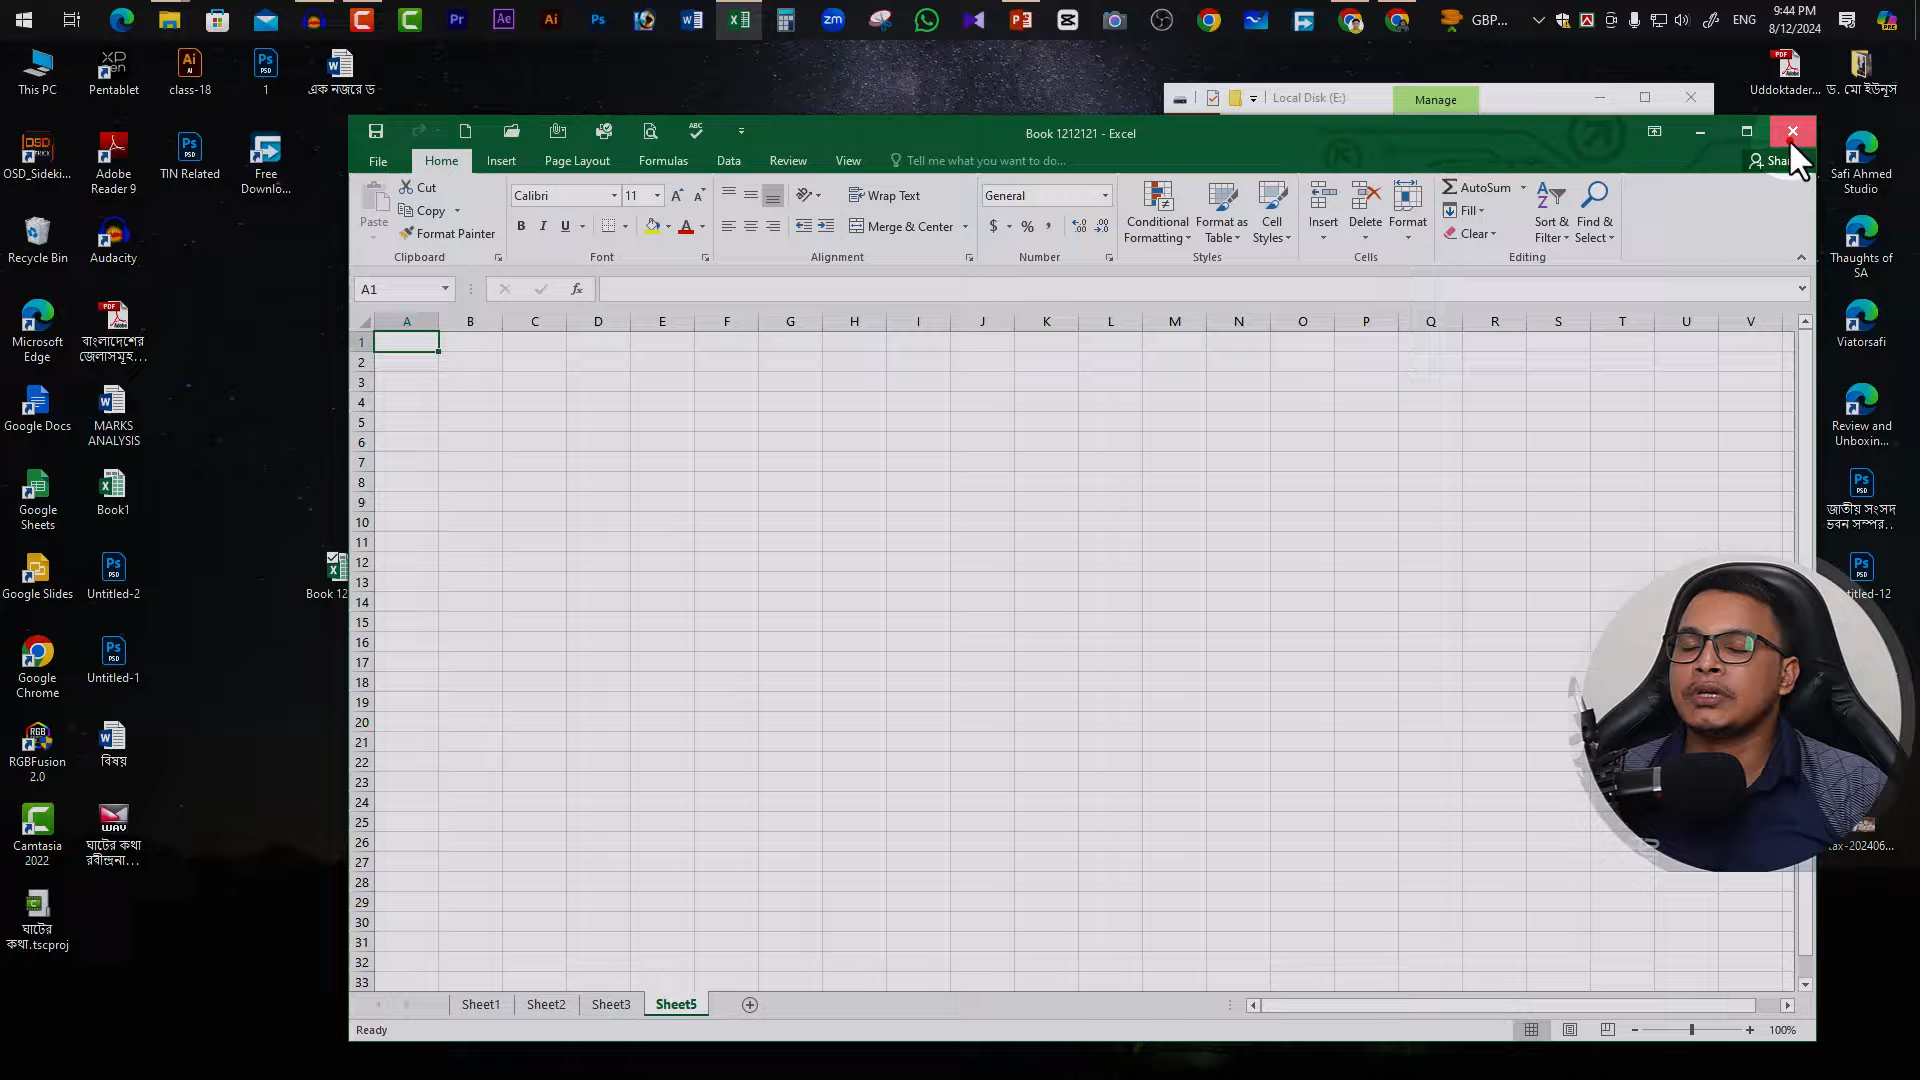 GBP...
ENG
9:44 PM
8/12/2024
This PC
Pentablet
class-18
1
এক নজরে ড
Uddoktader...
ড. মো ইউনূস
Local Disk (E:)
Manage
Book 1212121 - Excel
File
Home
Insert
Page Layout
Formulas
Data
Review
View
Tell me what you want to do...
OSD_Sideki...
Adobe
Reader 9
TIN Related
Free
Downlo...
Safi Ahmed
Studio
Paste
Cut
Copy
Format Painter
Clipboard
Calibri
11
B I U
Font
Wrap Text
Merge & Center
Alignment
General
$ % ,
Number
Conditional
Formatting
Format as
Table
Cell
Styles
Styles
Insert
Delete
Format
Cells
AutoSum
Fill
Clear
Sort &
Filter
Find &
Select
Editing
Recycle Bin
Audacity
Thaughts of
SA
A1
fx
A B C D E F G H I J K L M N O P Q R S T U V
1
2
3
4
5
6
7
8
9
10
11
12
13
14
15
16
17
18
19
20
21
22
23
24
25
26
27
28
29
30
31
32
33
Microsoft
Edge
বাংলাদেশের
জেলাসমূহ...
Viatorsafi
Google Docs
MARKS
ANALYSIS
Review and
Unboxin...
Google
Sheets
Book1
জাতীয় সংসদ
ভবন সম্পর...
Google Slides
Untitled-2
Book 12
Google
Chrome
Untitled-1
RGBFusion
2.0
বিষয়
Camtasia
2022
ঘাটের কথা
রবীন্দ্রনা...
ঘাটের
কথা.tscproj
Sheet1
Sheet2
Sheet3
Sheet5
Ready
100%